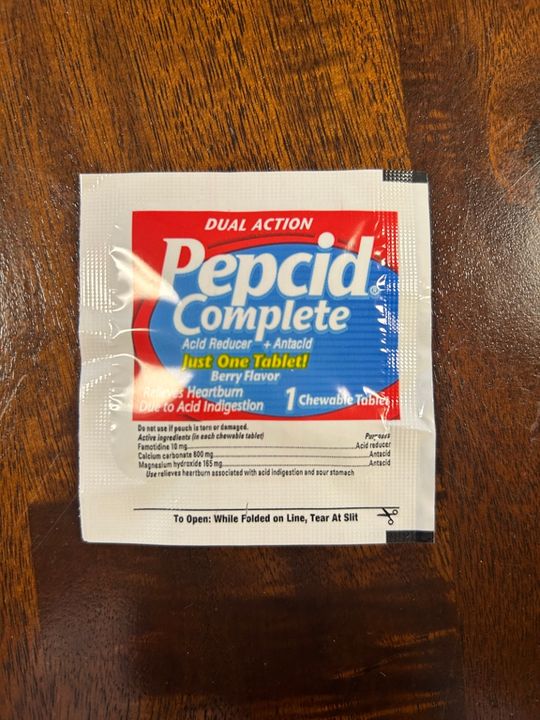 DUAL ACTION
Pepcid®
Complete
Acid Reducer + Antacid
Just One Tablet!
Berry Flavor
Relieves Heartburn
Due to Acid Indigestion
1 Chewable Tablet
Do not use if pouch is torn or damaged.
Active ingredients (in each chewable tablet) Purposes
Famotidine 10 mg Acid reducer
Calcium carbonate 800 mg Antacid
Magnesium hydroxide 165 mg Antacid
Use relieves heartburn associated with acid indigestion and sour stomach
To Open: While Folded on Line, Tear At Slit